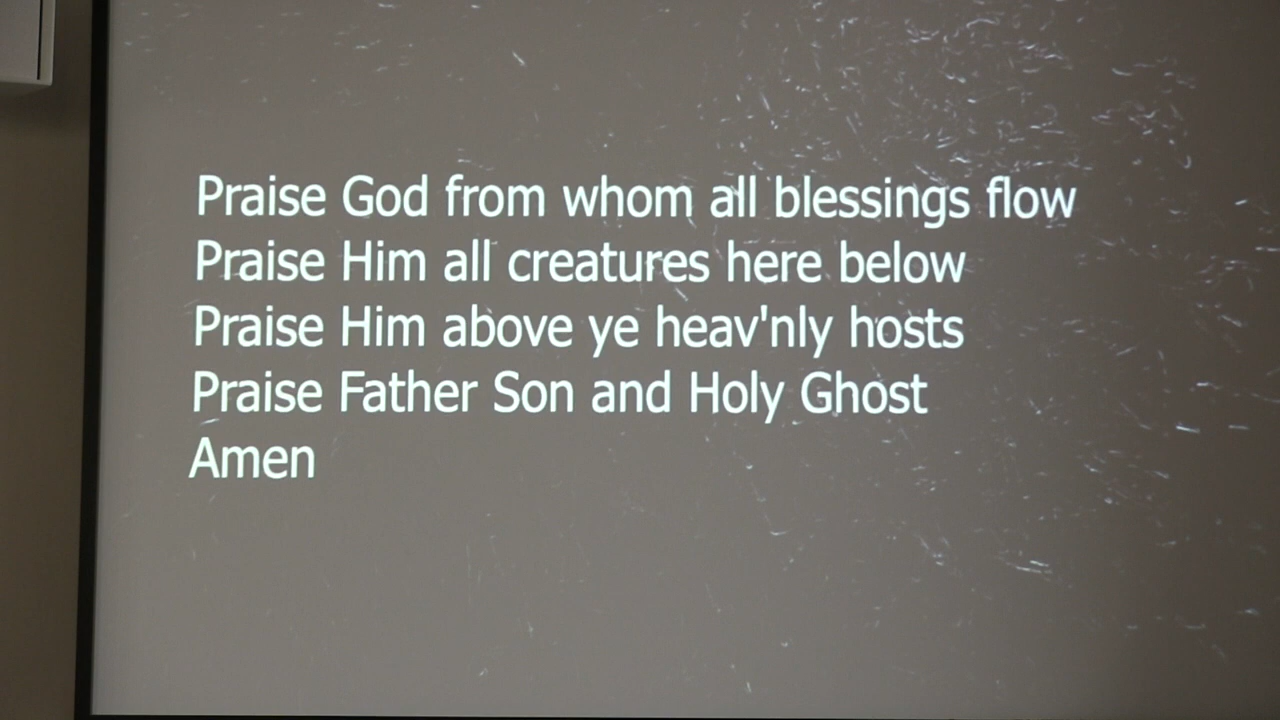 Praise God from whom all blessings flow
Praise Him all creatures here below
Praise Him above ye heav'nly hosts
Praise Father Son and Holy Ghost
Amen